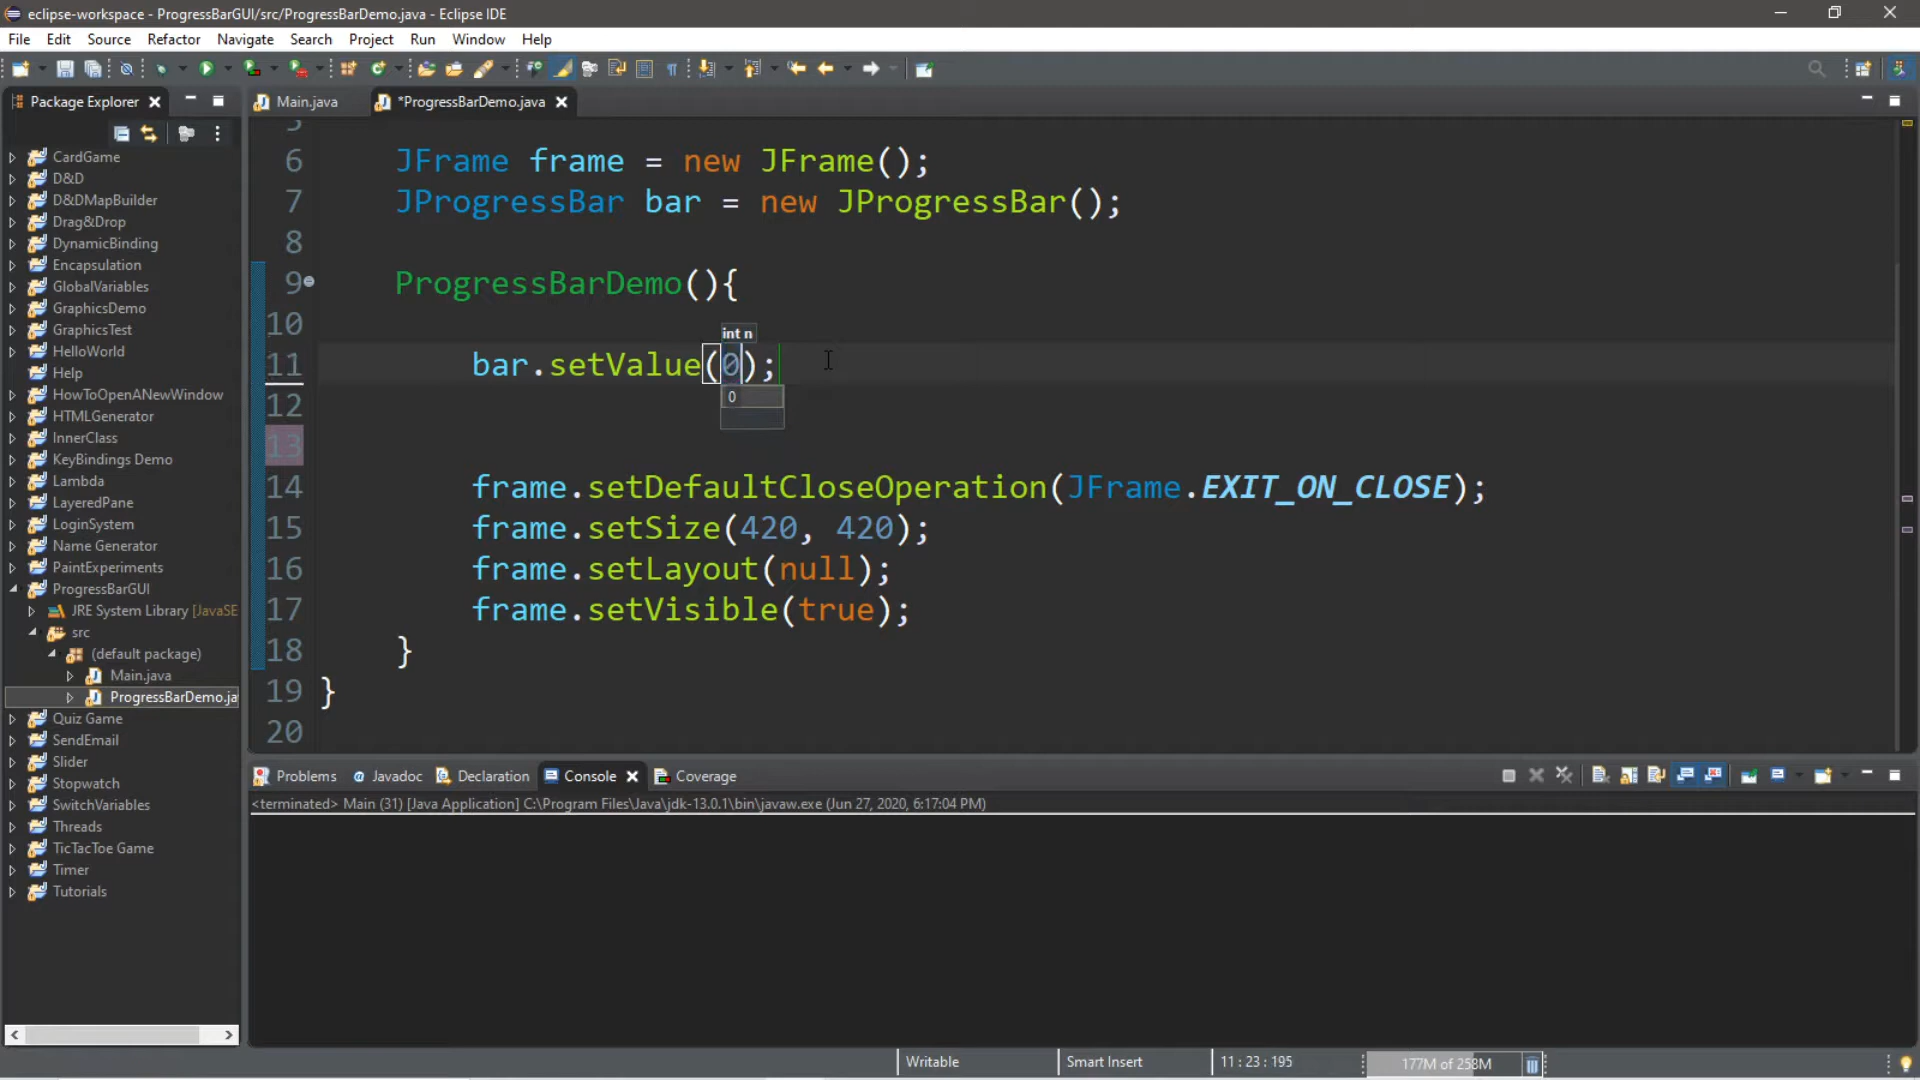 eclipse-workspace - ProgressBarGUI/src/ProgressBarDemo.java - Eclipse IDE
File Edit Source Refactor Navigate Search Project Run Window Help
Package Explorer
Main.java *ProgressBarDemo.java
CardGame
D&D
D&DMapBuilder
Drag&Drop
DynamicBinding
Encapsulation
GlobalVariables
GraphicsDemo
GraphicsTest
HelloWorld
Help
HowToOpenANewWindow
HTMLGenerator
InnerClass
KeyBindings Demo
Lambda
LayeredPane
LoginSystem
Name Generator
PaintExperiments
ProgressBarGUI
JRE System Library [JavaSE
src
(default package)
Main.java
ProgressBarDemo.ja
Quiz Game
SendEmail
Slider
Stopwatch
SwitchVariables
Threads
TicTacToe Game
Timer
Tutorials
5
6 JFrame frame = new JFrame();
7 JProgressBar bar = new JProgressBar();
8
9 ProgressBarDemo(){
10
int n
11 bar.setValue(0);
0
12
13
14 frame.setDefaultCloseOperation(JFrame.EXIT_ON_CLOSE);
15 frame.setSize(420, 420);
16 frame.setLayout(null);
17 frame.setVisible(true);
18 }
19 }
20
Problems @ Javadoc Declaration Console Coverage
<terminated> Main (31) [Java Application] C:\Program Files\Java\jdk-13.0.1\bin\javaw.exe (Jun 27, 2020, 6:17:04 PM)
Writable Smart Insert 11 : 23 : 195 177M of 258M